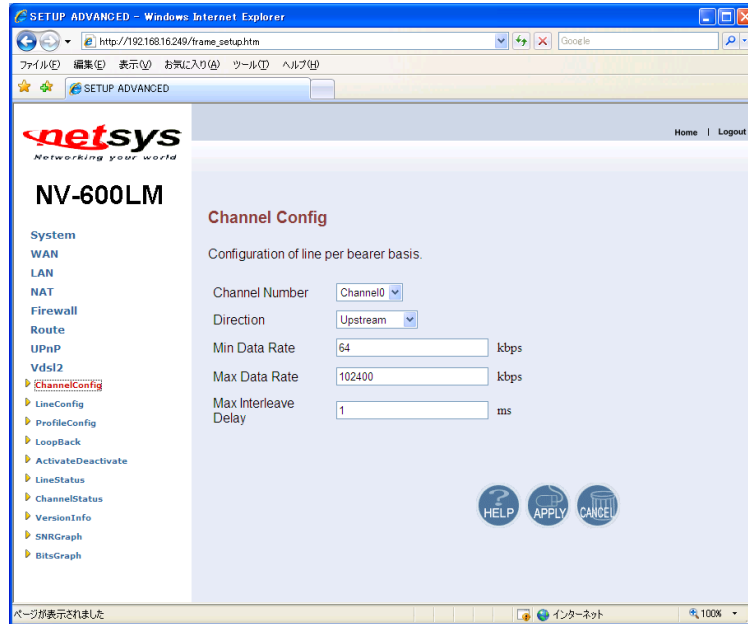 SETUP ADVANCED - Windows Internet Explorer
http://192.168.16.249/frame_setup.htm
Google
ファイル(F) 編集(E) 表示(V) お気に入り(A) ツール(T) ヘルプ(H)
SETUP ADVANCED
netsys
Networking your world
Home | Logout
NV-600LM
System
WAN
LAN
NAT
Firewall
Route
UPnP
Vdsl2
ChannelConfig
LineConfig
ProfileConfig
LoopBack
ActivateDeactivate
LineStatus
ChannelStatus
VersionInfo
SNRGraph
BitsGraph
Channel Config
Configuration of line per bearer basis.
Channel Number Channel0
Direction Upstream
Min Data Rate 64 kbps
Max Data Rate 102400 kbps
Max Interleave
Delay 1 ms
HELP APPLY CANCEL
ページが表示されました インターネット 100%